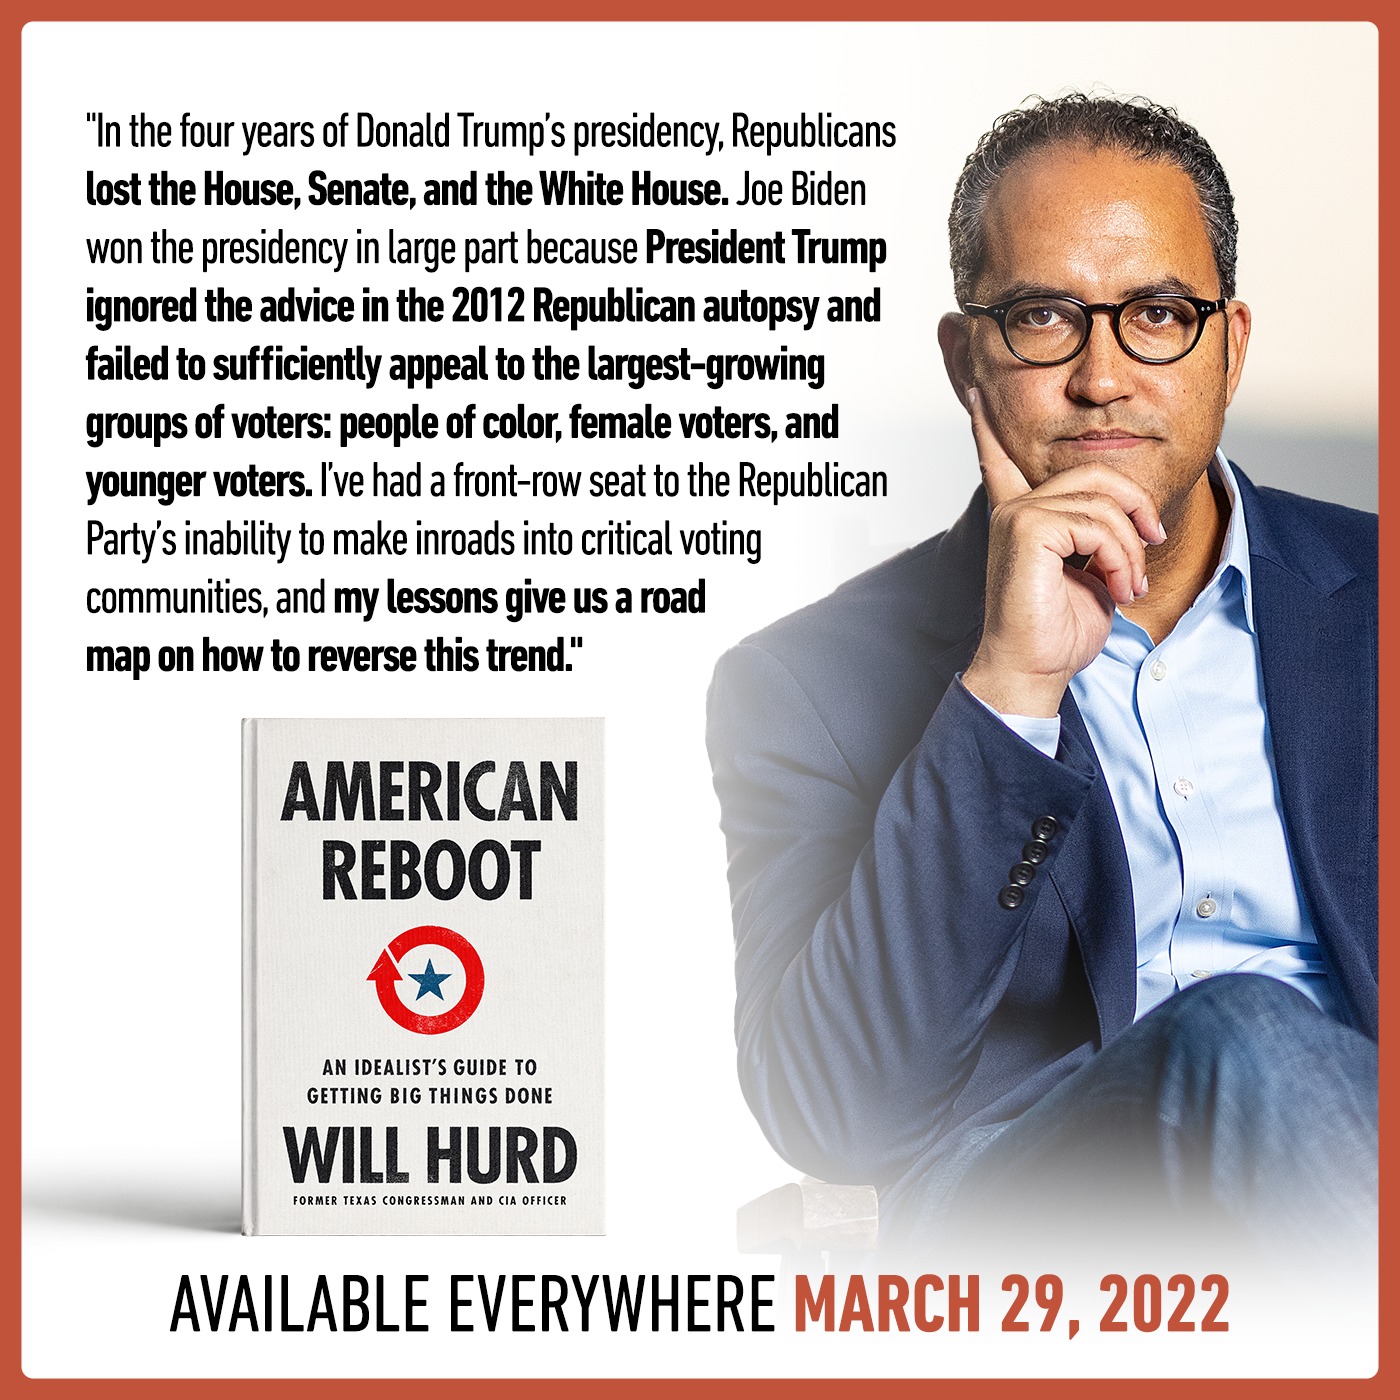 "In the four years of Donald Trump’s presidency, Republicans
lost the House, Senate, and the White House. Joe Biden
won the presidency in large part because President Trump
ignored the advice in the 2012 Republican autopsy and
failed to sufficiently appeal to the largest-growing
groups of voters: people of color, female voters, and
younger voters. I’ve had a front-row seat to the Republican
Party’s inability to make inroads into critical voting
communities, and my lessons give us a road
map on how to reverse this trend."
AMERICAN
REBOOT
AN IDEALIST’S GUIDE TO
GETTING BIG THINGS DONE
WILL HURD
FORMER TEXAS CONGRESSMAN AND CIA OFFICER
AVAILABLE EVERYWHERE MARCH 29, 2022